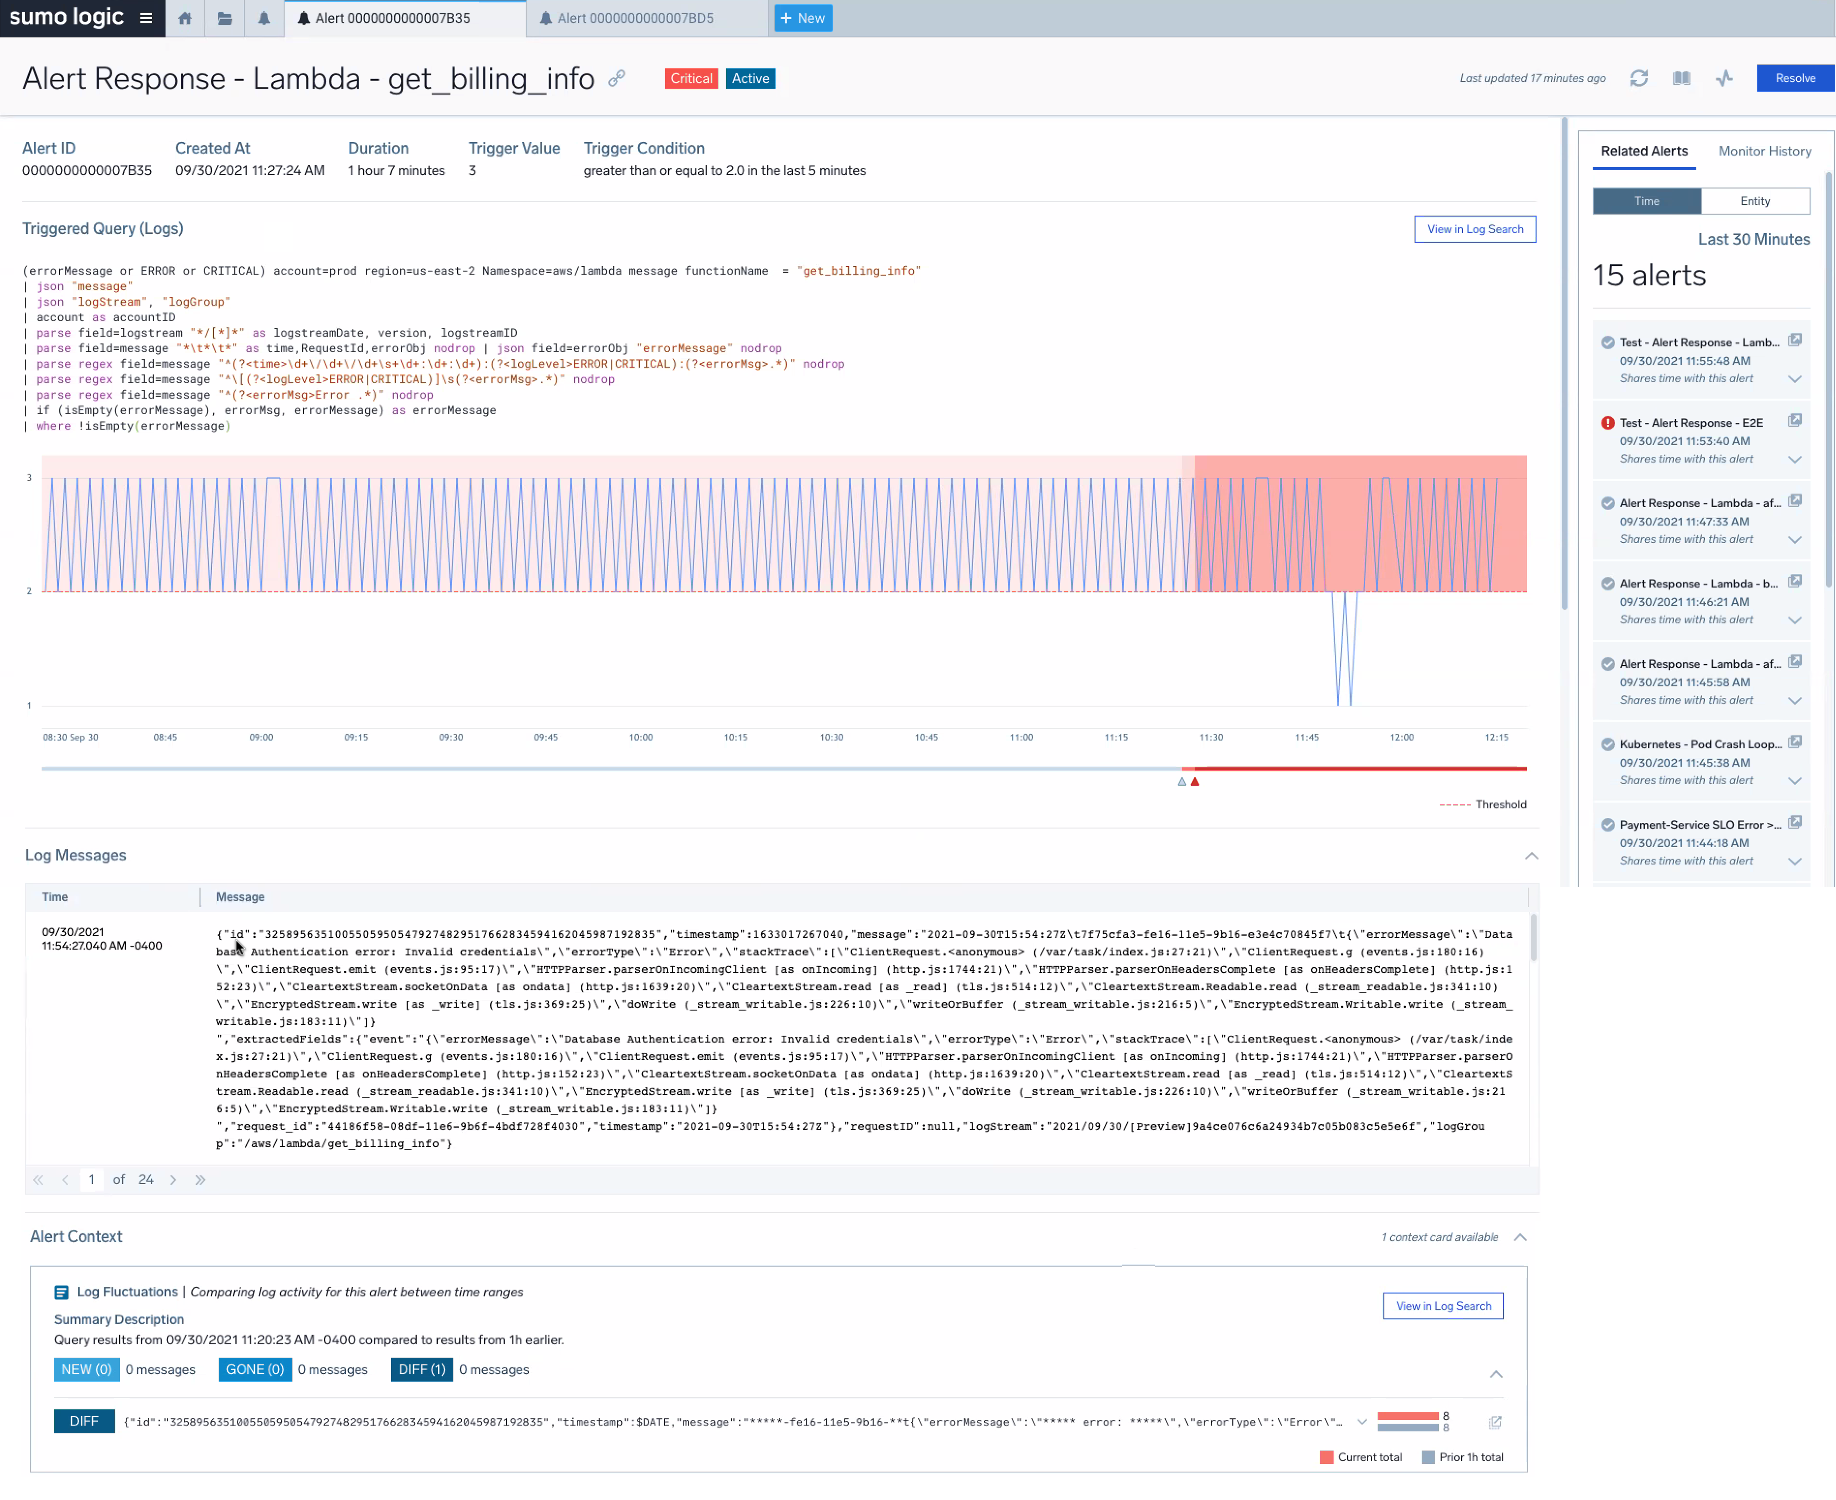 sumo logic
Alert 0000000000007B35
Alert 0000000000007BD5
+ New
Alert Response - Lambda - get_billing_info
Critical
Active
Last updated 17 minutes ago
Resolve
Alert ID
Created At
Duration
Trigger Value
Trigger Condition
0000000000007B35
09/30/2021 11:27:24 AM
1 hour 7 minutes
3
greater than or equal to 2.0 in the last 5 minutes
Triggered Query (Logs)
View in Log Search
(errorMessage or ERROR or CRITICAL) account=prod region=us-east-2 Namespace=aws/lambda message functionName  = "get_billing_info"
| json "message"
| json "logStream", "logGroup"
| account as accountID
| parse field=logstream "*/[*]*" as logstreamDate, version, logstreamID
| parse field=message "*\t*\t*" as time,RequestId,errorObj nodrop | json field=errorObj "errorMessage" nodrop
| parse regex field=message "^(?<time>\d+\/\d+\/\d+\s+\d+:\d+:\d+):(?<logLevel>ERROR|CRITICAL):(?<errorMsg>.*)" nodrop
| parse regex field=message "^\[(?<logLevel>ERROR|CRITICAL)]\s(?<errorMsg>.*)" nodrop
| parse regex field=message "^(?<errorMsg>Error .*)" nodrop
| if (isEmpty(errorMessage), errorMsg, errorMessage) as errorMessage
| where !isEmpty(errorMessage)
3
2
1
08:30 Sep 30
08:45
09:00
09:15
09:30
09:45
10:00
10:15
10:30
10:45
11:00
11:15
11:30
11:45
12:00
12:15
Threshold
Log Messages
Time
Message
09/30/2021
11:54:27.040 AM -0400
{"id":"32589563510055059505479274829517662834594162045987192835","timestamp":1633017267040,"message":"2021-09-30T15:54:27Z\t7f75cfa3-fe16-11e5-9b16-e3e4c70845f7\t{\"errorMessage\":\"Data
base Authentication error: Invalid credentials\",\"errorType\":\"Error\",\"stackTrace\":[\"ClientRequest.<anonymous> (/var/task/index.js:27:21)\",\"ClientRequest.g (events.js:180:16)
\",\"ClientRequest.emit (events.js:95:17)\",\"HTTPParser.parserOnIncomingClient [as onIncoming] (http.js:1744:21)\",\"HTTPParser.parserOnHeadersComplete [as onHeadersComplete] (http.js:1
52:23)\",\"CleartextStream.socketOnData [as ondata] (http.js:1639:20)\",\"CleartextStream.read [as _read] (tls.js:514:12)\",\"CleartextStream.Readable.read (_stream_readable.js:341:10)
\",\"EncryptedStream.write [as _write] (tls.js:369:25)\",\"doWrite (_stream_writable.js:226:10)\",\"writeOrBuffer (_stream_writable.js:216:5)\",\"EncryptedStream.Writable.write (_stream_
writable.js:183:11)\"]}
","extractedFields":{"event":"{\"errorMessage\":\"Database Authentication error: Invalid credentials\",\"errorType\":\"Error\",\"stackTrace\":[\"ClientRequest.<anonymous> (/var/task/inde
x.js:27:21)\",\"ClientRequest.g (events.js:180:16)\",\"ClientRequest.emit (events.js:95:17)\",\"HTTPParser.parserOnIncomingClient [as onIncoming] (http.js:1744:21)\",\"HTTPParser.parserO
nHeadersComplete [as onHeadersComplete] (http.js:152:23)\",\"CleartextStream.socketOnData [as ondata] (http.js:1639:20)\",\"CleartextStream.read [as _read] (tls.js:514:12)\",\"CleartextS
tream.Readable.read (_stream_readable.js:341:10)\",\"EncryptedStream.write [as _write] (tls.js:369:25)\",\"doWrite (_stream_writable.js:226:10)\",\"writeOrBuffer (_stream_writable.js:21
6:5)\",\"EncryptedStream.Writable.write (_stream_writable.js:183:11)\"]}
","request_id":"44186f58-08df-11e6-9b6f-4bdf728f4030","timestamp":"2021-09-30T15:54:27Z"},"requestID":null,"logStream":"2021/09/30/[Preview]9a4ce076c6a24934b7c05b083c5e5e6f","logGrou
p":"/aws/lambda/get_billing_info"}
1 of 24
Alert Context
1 context card available
Log Fluctuations | Comparing log activity for this alert between time ranges
View in Log Search
Summary Description
Query results from 09/30/2021 11:20:23 AM -0400 compared to results from 1h earlier.
NEW (0) 0 messages
GONE (0) 0 messages
DIFF (1) 0 messages
DIFF
{"id":"32589563510055059505479274829517662834594162045987192835","timestamp":$DATE,"message":"*****-fe16-11e5-9b16-**t{\"errorMessage\":\"***** error: *****\",\"errorType\":\"Error\"…
8
8
Current total
Prior 1h total
Related Alerts
Monitor History
Time
Entity
Last 30 Minutes
15 alerts
Test - Alert Response - Lamb...
09/30/2021 11:55:48 AM
Shares time with this alert
Test - Alert Response - E2E
09/30/2021 11:53:40 AM
Shares time with this alert
Alert Response - Lambda - af...
09/30/2021 11:47:33 AM
Shares time with this alert
Alert Response - Lambda - b...
09/30/2021 11:46:21 AM
Shares time with this alert
Alert Response - Lambda - af...
09/30/2021 11:45:58 AM
Shares time with this alert
Kubernetes - Pod Crash Loop...
09/30/2021 11:45:38 AM
Shares time with this alert
Payment-Service SLO Error >...
09/30/2021 11:44:18 AM
Shares time with this alert